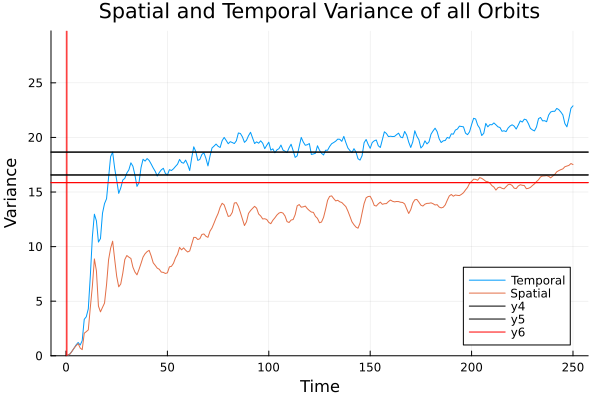 Spatial and Temporal Variance of all Orbits
Variance
25
20
15
10
5
0
0 50 100 150 200 250
Time
Temporal
Spatial
y4
y5
y6